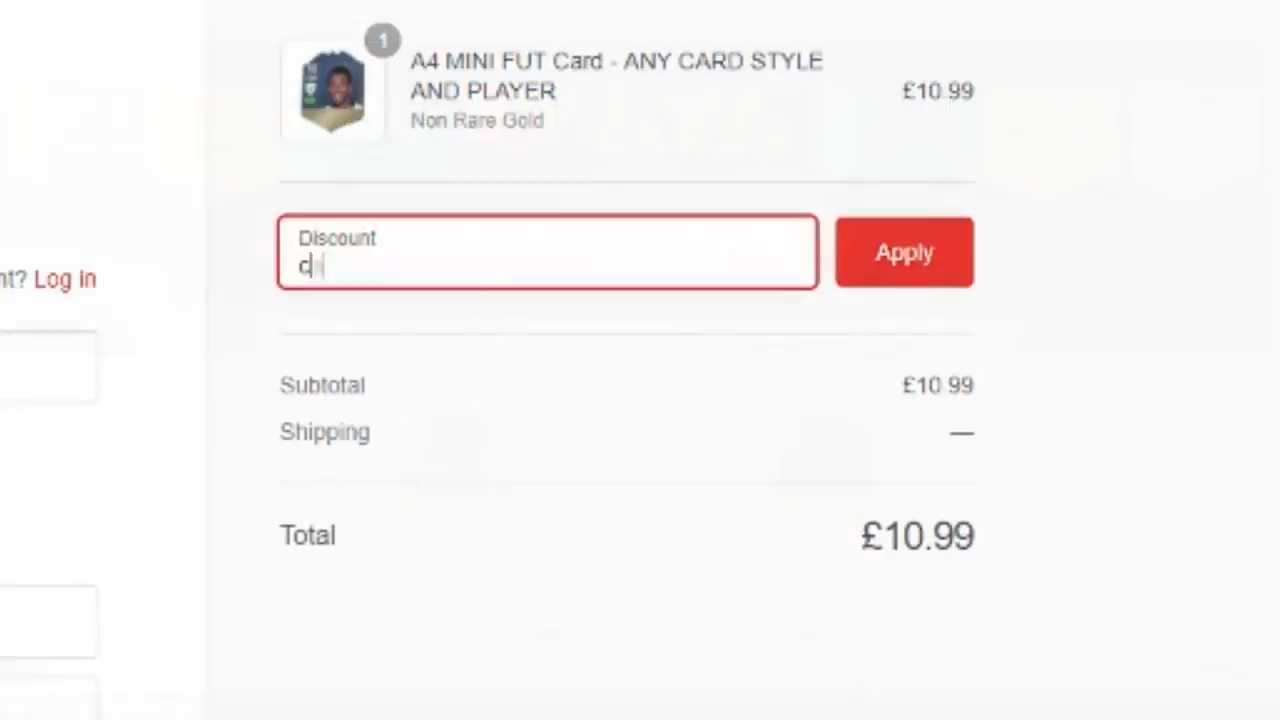 1
A4 MINI FUT Card - ANY CARD STYLE
AND PLAYER
Non Rare Gold
£10.99
Discount
c
Apply
nt? Log in
Subtotal
£10.99
Shipping
—
Total
£10.99